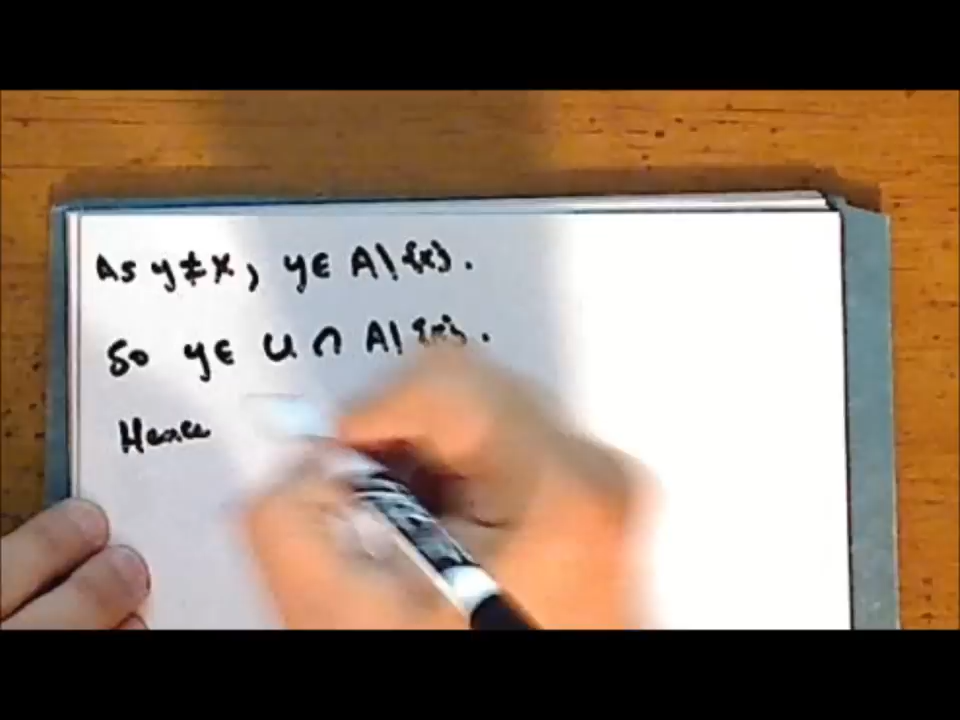 As y≠x, y∈ A\{x}.
So y∈ U ∩ A\{x}.
Hence